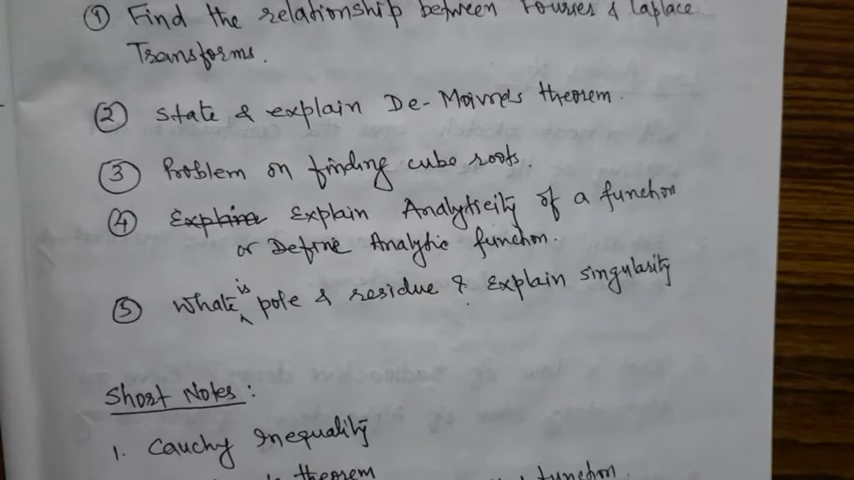 ① Find the relationship between Fourier & Laplace
Transforms.
② State & explain De-Moivre's theorem.
③ Problem on finding cube roots.
④ Explain Explain Analyticity of a function
or Define Analytic function.
⑤ What is pole & residue & Explain singularity
Short Notes:
1. Cauchy Inequality
theorem function.